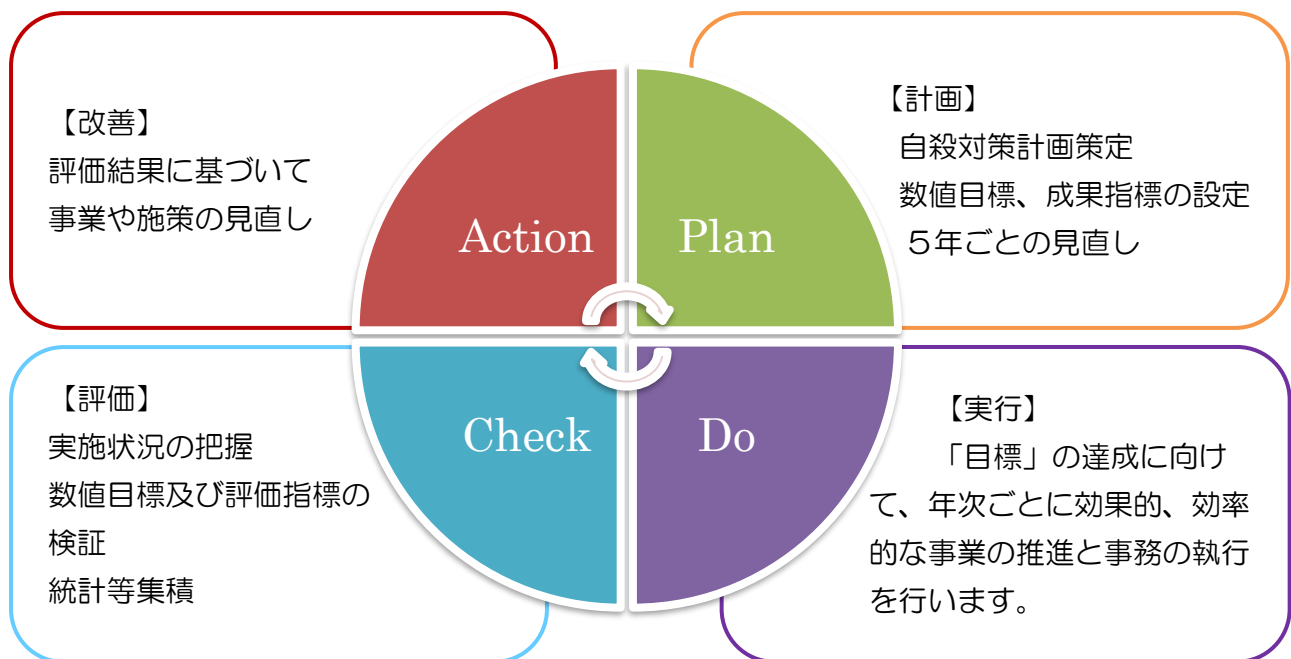 【改善】
評価結果に基づいて
事業や施策の見直し
Action
Plan
【計画】
自殺対策計画策定
数値目標、成果指標の設定
５年ごとの見直し
【評価】
実施状況の把握
数値目標及び評価指標の
検証
統計等集積
Check
Do
【実行】
「目標」の達成に向け
て、年次ごとに効果的、効率
的な事業の推進と事務の執行
を行います。